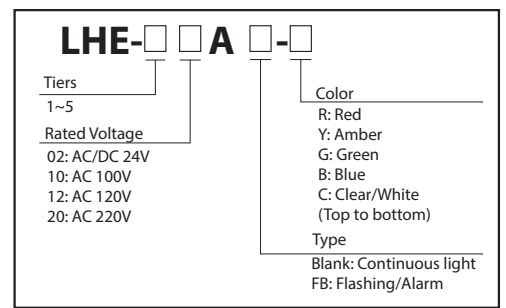 LHE-□ □ A □-□
Tiers
1~5
Rated Voltage
02: AC/DC 24V
10: AC 100V
12: AC 120V
20: AC 220V
Color
R: Red
Y: Amber
G: Green
B: Blue
C: Clear/White
(Top to bottom)
Type
Blank: Continuous light
FB: Flashing/Alarm